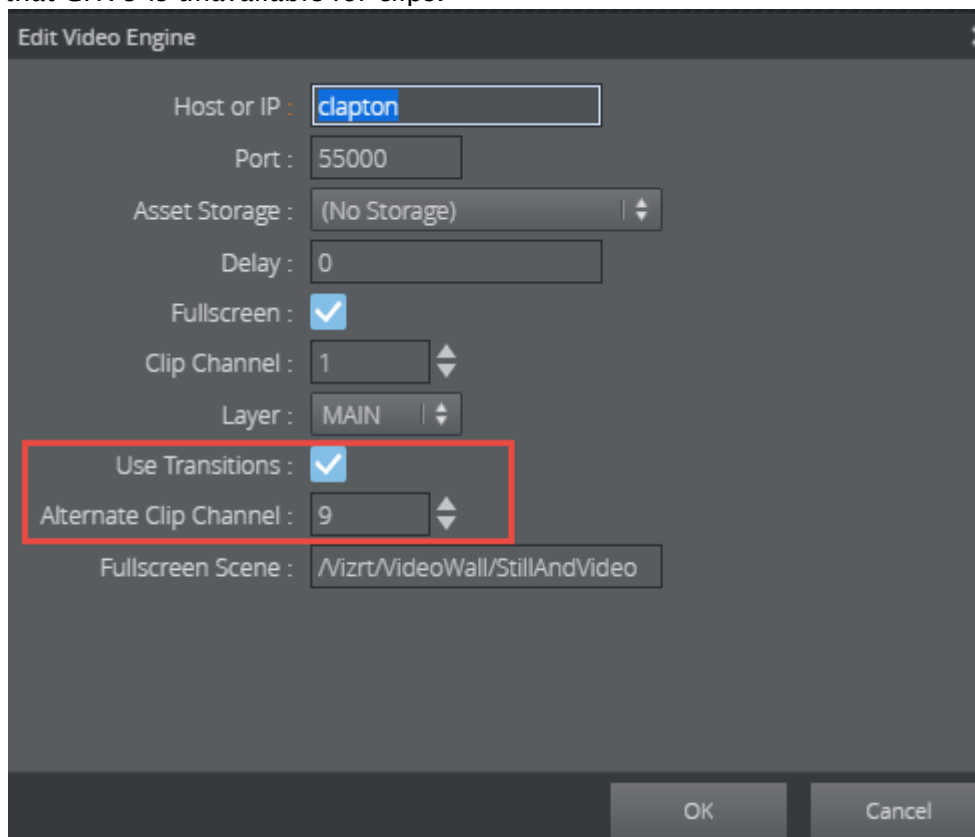 Edit Video Engine
Host or IP : clapton
Port : 55000
Asset Storage : (No Storage)
Delay : 0
Fullscreen :
Clip Channel : 1
Layer : MAIN
Use Transitions :
Alternate Clip Channel : 9
Fullscreen Scene : /Vizrt/VideoWall/StillAndVideo
OK Cancel